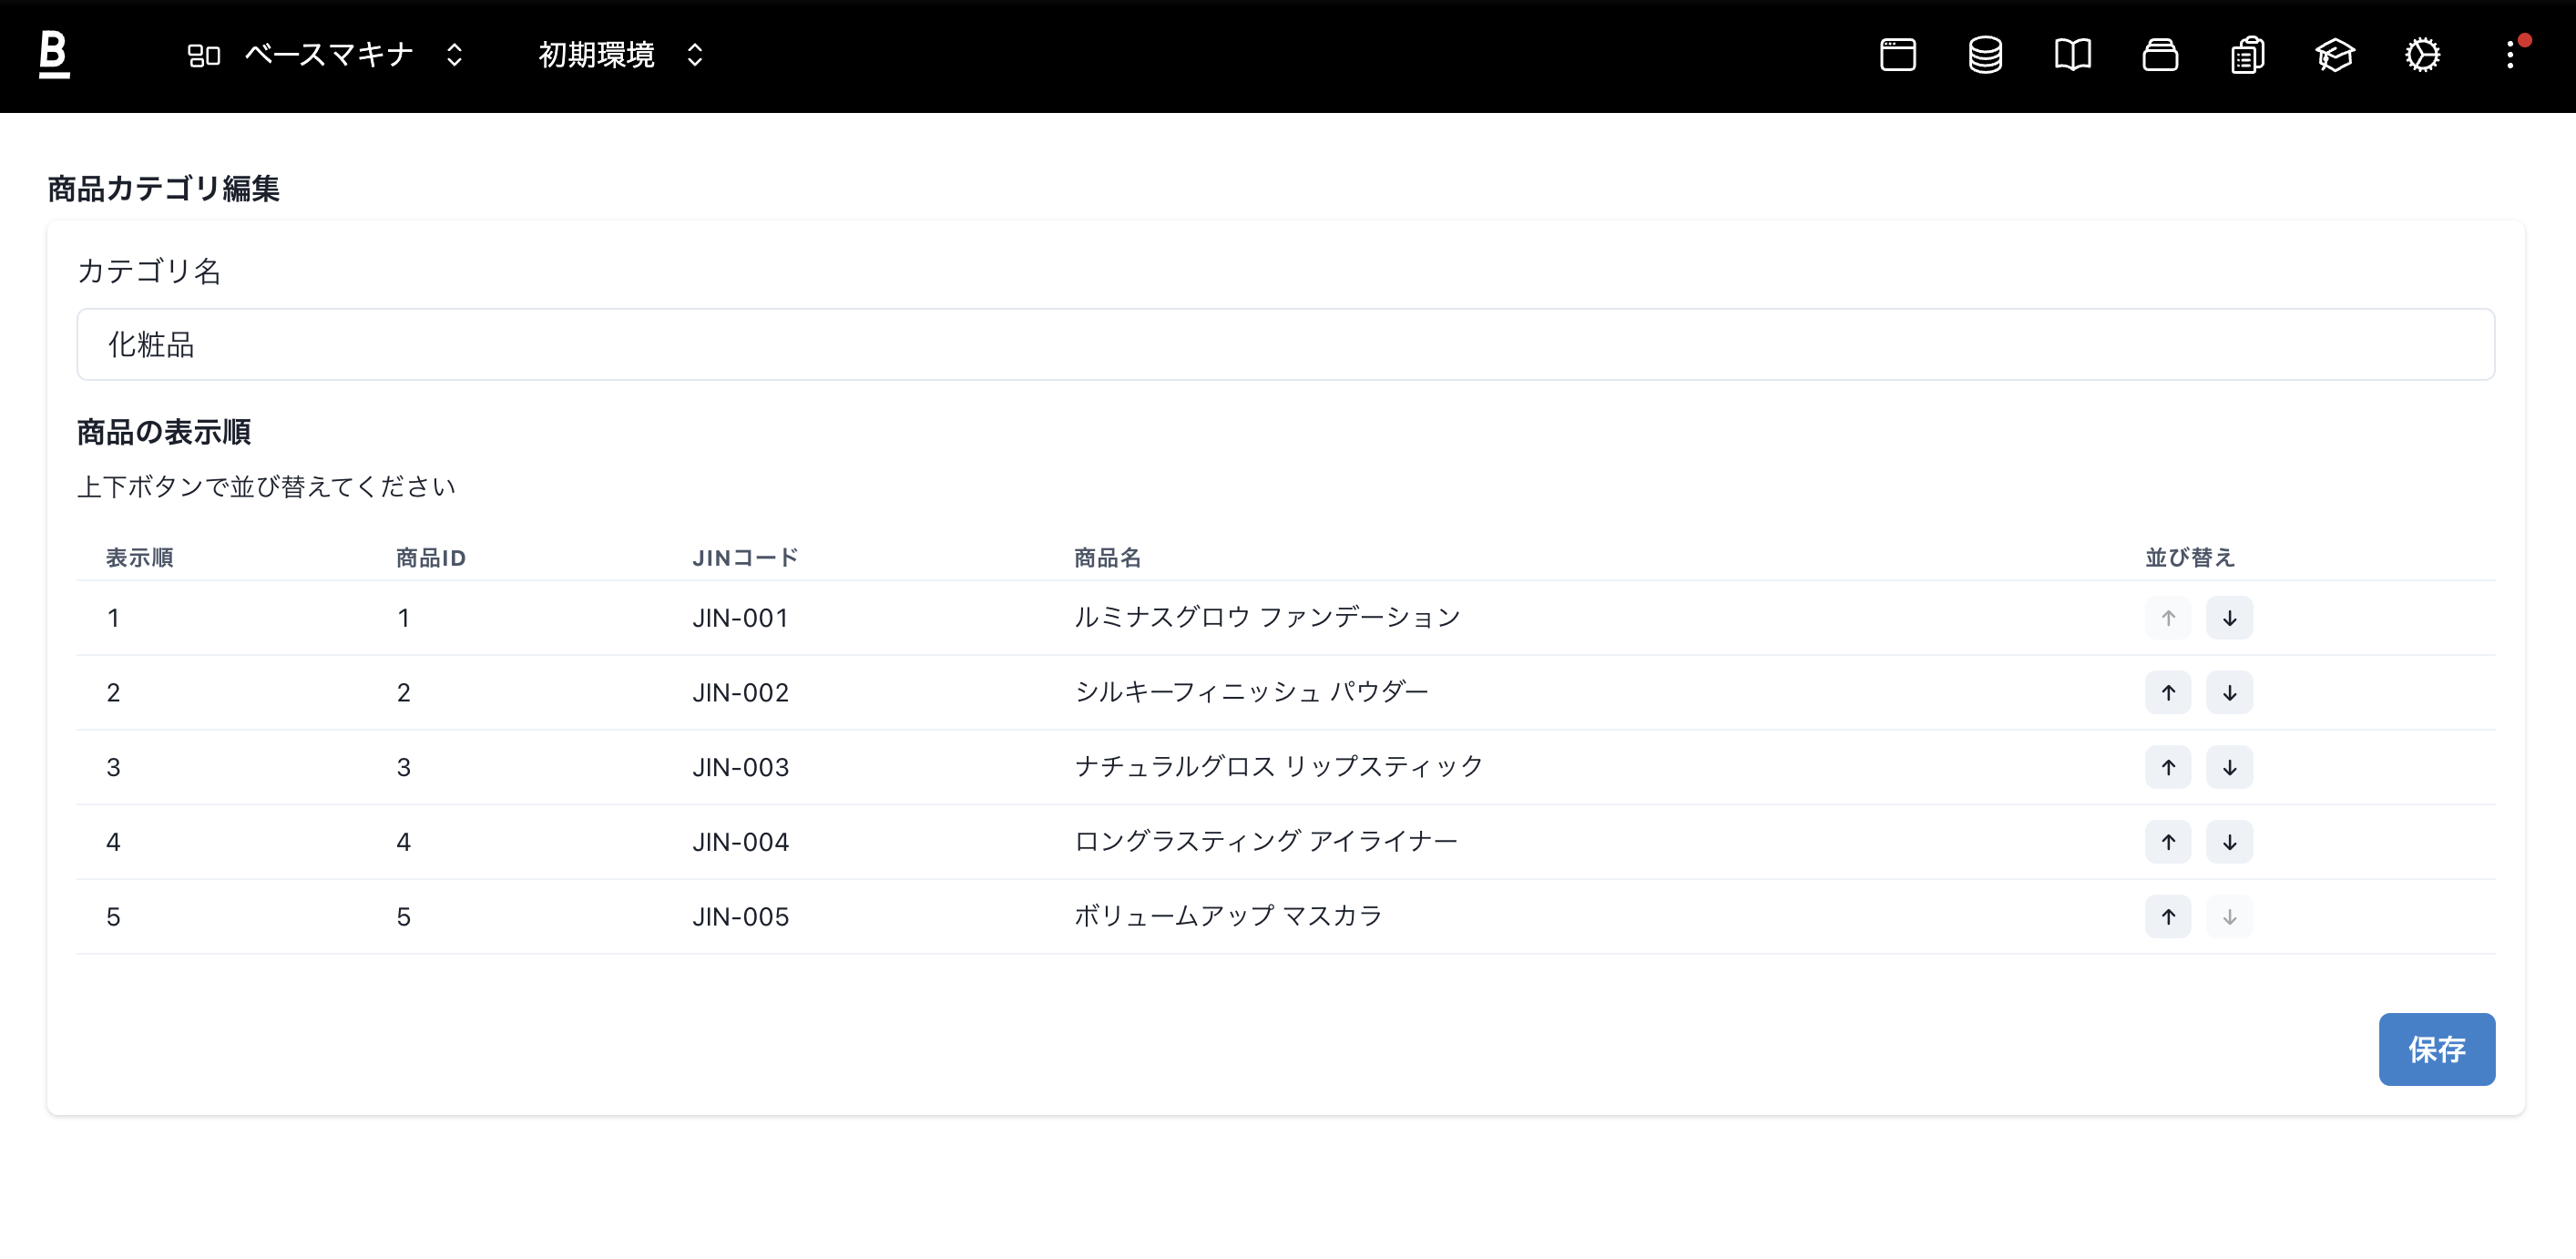 B ベースマキナ 初期環境
商品カテゴリ編集
カテゴリ名
化粧品
商品の表示順
上下ボタンで並び替えてください
表示順 商品ID JINコード 商品名 並び替え
1 1 JIN-001 ルミナスグロウ ファンデーション ↑ ↓
2 2 JIN-002 シルキーフィニッシュ パウダー ↑ ↓
3 3 JIN-003 ナチュラルグロス リップスティック ↑ ↓
4 4 JIN-004 ロングラスティング アイライナー ↑ ↓
5 5 JIN-005 ボリュームアップ マスカラ ↑ ↓
保存